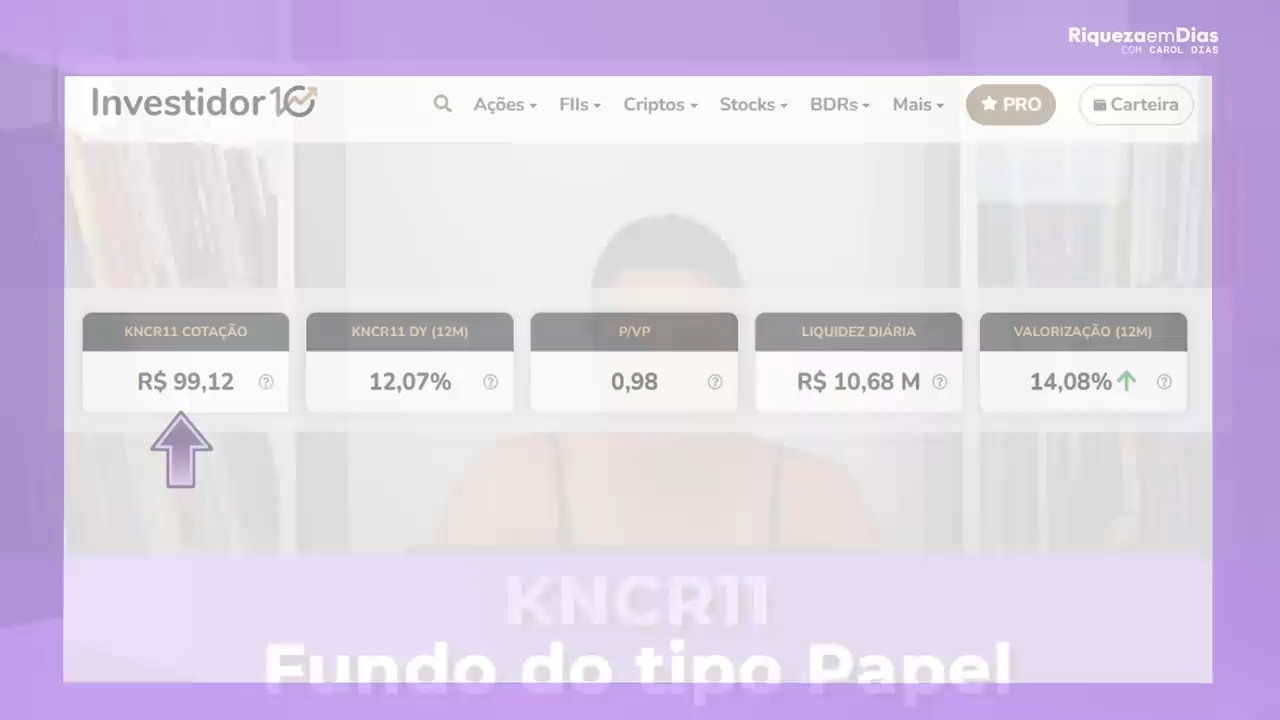 RiquezaemDias
COM CAROL DIAS
Investidor10
Ações FIIs Criptos Stocks BDRs Mais PRO Carteira
KNCR11 COTAÇÃO KNCR11 DY (12M) P/VP LIQUIDEZ DIÁRIA VALORIZAÇÃO (12M)
R$ 99,12 12,07% 0,98 R$ 10,68 M 14,08%
KNCR11
Fundo do tipo Papel